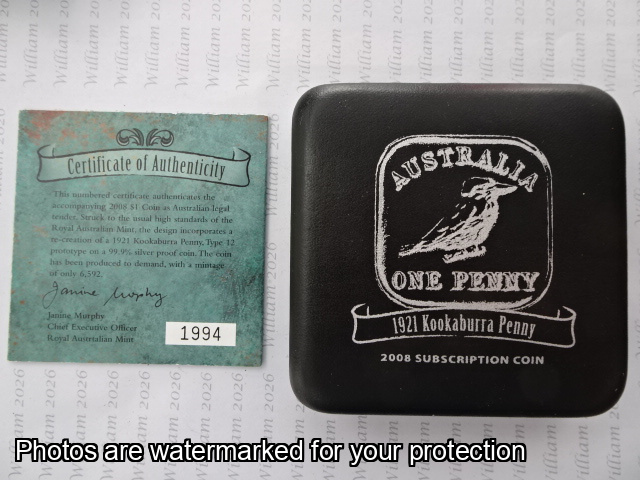 Certificate of Authenticity
This numbered certificate authenticates the
accompanying 2008 $1 Coin as Australian legal
tender. Struck to the usual high standards of the
Royal Australian Mint, the design incorporates a
re-creation of a 1921 Kookaburra Penny, Type 12
prototype on a 99.9% silver proof coin. The coin
has been produced to demand, with a mintage
of only 6,592.
Janine Murphy
Janine Murphy
Chief Executive Officer
Royal Australian Mint
1994
AUSTRALIA
ONE PENNY
1921 Kookaburra Penny
2008 SUBSCRIPTION COIN
William 2026
Photos are watermarked for your protection